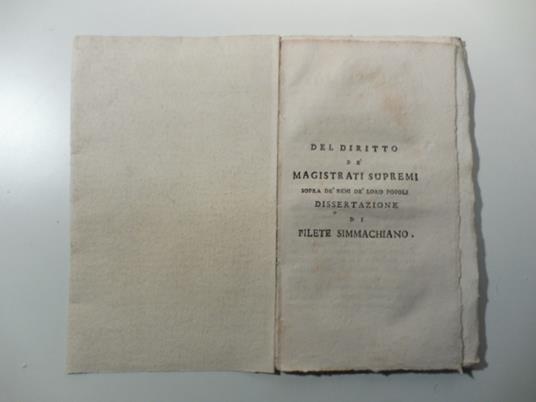 DEL DIRITTO
DE'
MAGISTRATI SUPREMI
SOPRA DE' BENI DE' LORO POPOLI
DISSERTAZIONE
DI
FILETE SIMMACHIANO.